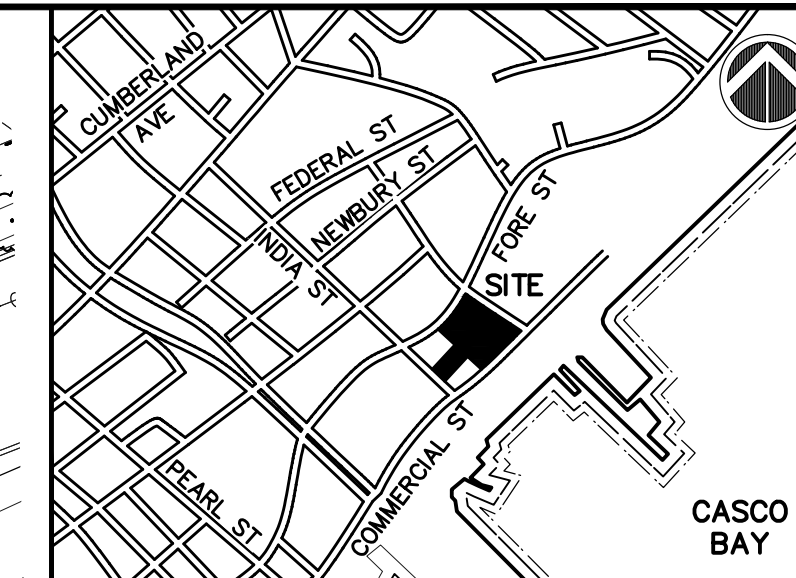 CUMBERLAND
AVE
FEDERAL ST
NEWBURY ST
INDIA ST
FORE ST
SITE
COMMERCIAL ST
PEARL ST
CASCO
BAY